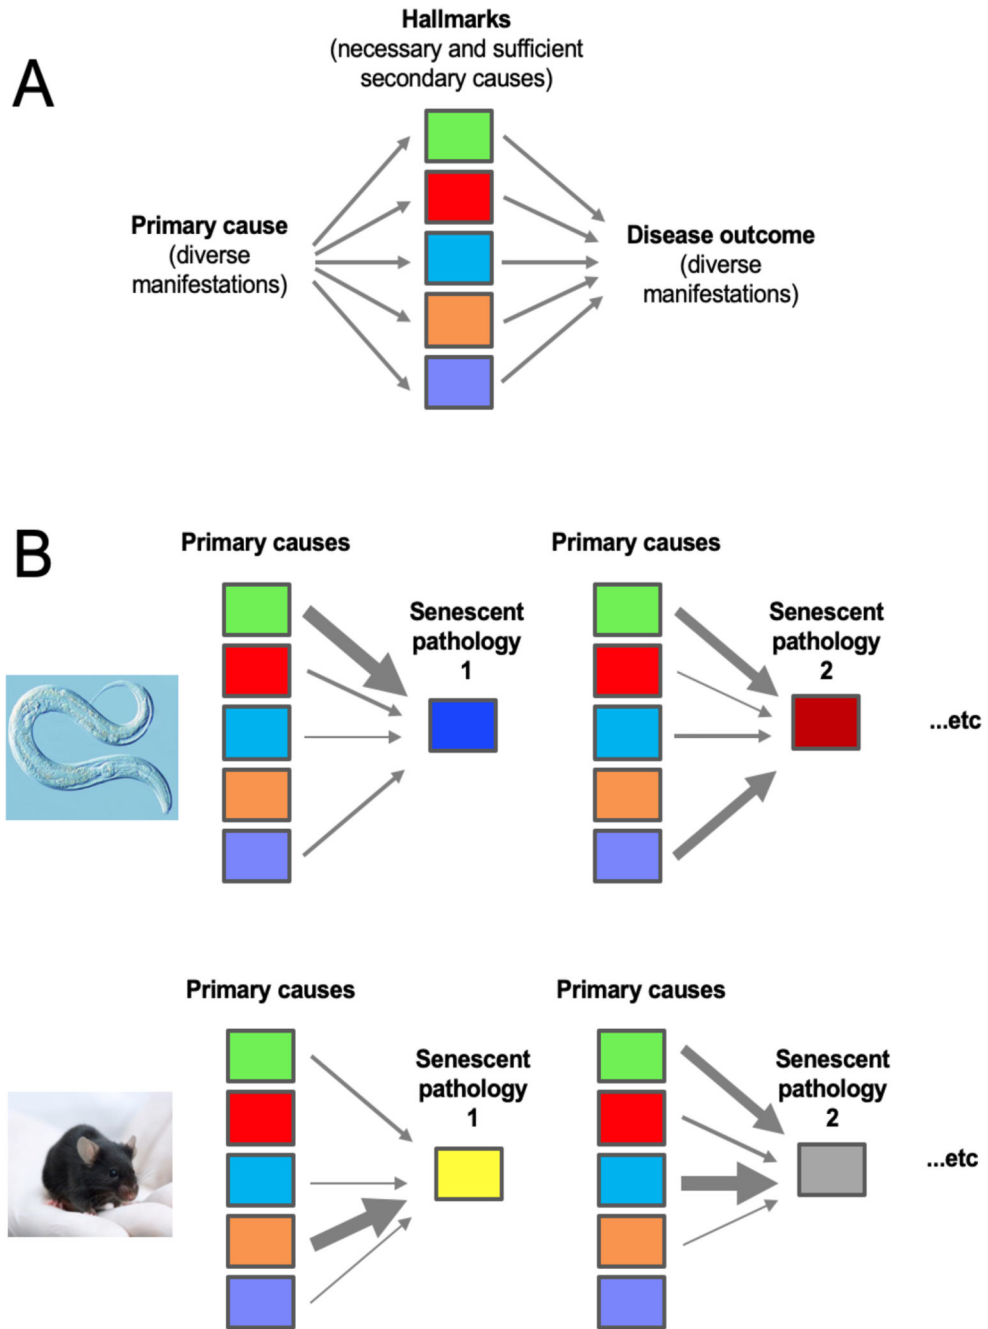 A
Hallmarks
(necessary and sufficient
secondary causes)
Primary cause
(diverse
manifestations)
Disease outcome
(diverse
manifestations)
B
Primary causes
Senescent
pathology
1
Primary causes
Senescent
pathology
2
...etc
Primary causes
Senescent
pathology
1
Primary causes
Senescent
pathology
2
...etc